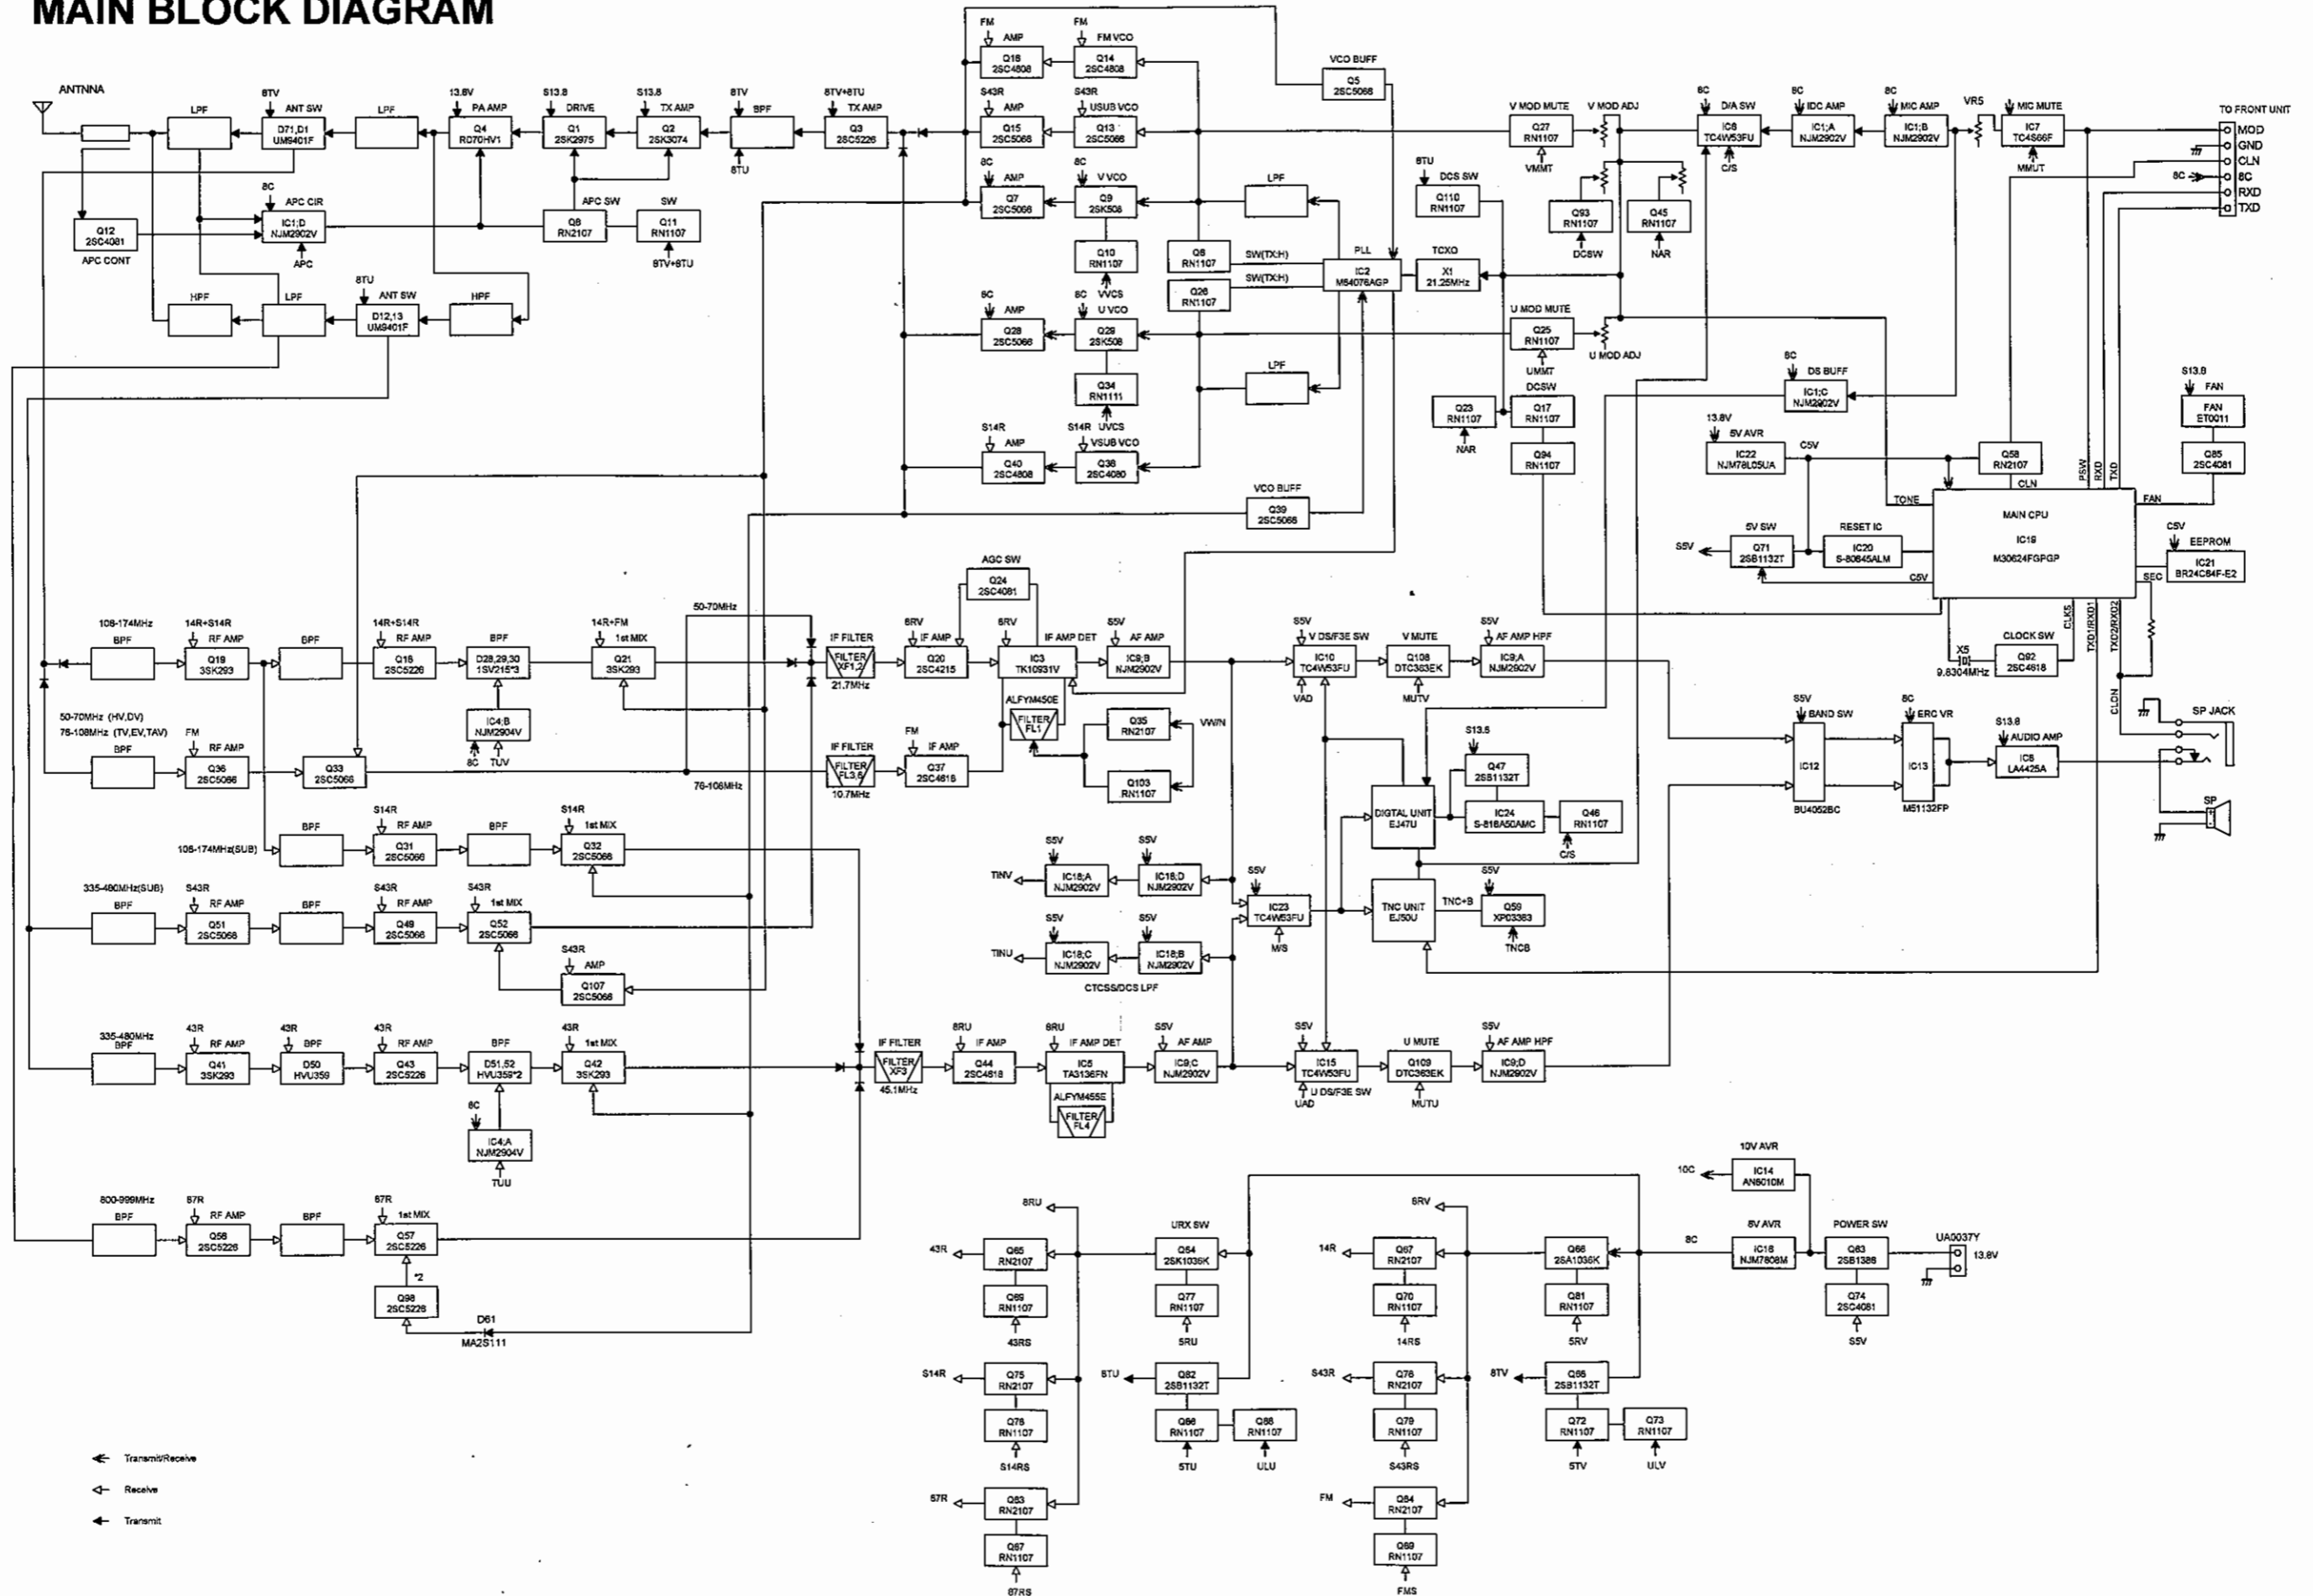 MAIN BLOCK DIAGRAM
ANTNNA
LPF
8TV
ANT SW
D71,D1
UM9401F
LPF
13.8V
PA AMP
Q4
RD70HV1
S13.8
DRIVE
Q1
2SK2975
S13.8
TX AMP
Q2
2SK3074
8TV
BPF
8TU
8TV+8TU
TX AMP
Q3
2SC5226
FM
AMP
Q16
2SC4808
FM
FM VCO
Q14
2SC4808
S43R
AMP
Q15
2SC5066
S43R
USUB VCO
Q13
2SC5066
8C
AMP
Q7
2SC5066
8C
V VCO
Q9
2SK508
Q10
RN1107
VVCS
LPF
VCO BUFF
Q5
2SC5066
Q6
RN1107
SW(TX:H)
SW(TX:H)
Q26
RN1107
PLL
IC2
M64076AGP
TCXO
X1
21.25MHz
8TU
DCS SW
Q110
RN1107
V MOD MUTE
Q27
RN1107
VMMT
V MOD ADJ
Q93
RN1107
DCSW
Q45
RN1107
NAR
8C
D/A SW
IC6
TC4W53FU
C/S
8C
IDC AMP
IC1;A
NJM2902V
8C
MIC AMP
IC1;B
NJM2902V
VR5
MIC MUTE
IC7
TC4S66F
MMUT
TO FRONT UNIT
MOD
GND
CLN
8C
8C
RXD
TXD
Q12
2SC4081
APC CONT
8C
APC CIR
IC1;D
NJM2902V
APC
APC SW
Q8
RN2107
SW
Q11
RN1107
8TV+8TU
HPF
LPF
8TU
ANT SW
D12,13
UM9401F
HPF
8C
AMP
Q28
2SC5066
8C
U VCO
Q29
2SK508
Q34
RN1111
UVCS
LPF
U MOD MUTE
Q25
RN1107
UMMT
U MOD ADJ
S14R
AMP
Q40
2SC4808
S14R
VSUB VCO
Q38
2SC4080
VCO BUFF
Q39
2SC5066
Q23
RN1107
NAR
DCSW
Q17
RN1107
Q94
RN1107
8C
DS BUFF
IC1;C
NJM2902V
13.8V
5V AVR
IC22
NJM78L05UA
C5V
Q58
RN2107
CLN
PSW
RXD
TXD
S13.8
FAN
FAN
ET0011
Q85
2SC4081
FAN
TONE
MAIN CPU
IC19
M30624FGPGP
5V SW
Q71
2SB1132T
S5V
C5V
RESET IC
IC20
S-80845ALM
C5V
EEPROM
IC21
BR24C64F-E2
SEC
CLKS
TXD1/RXD1
TXD2/RXD2
X5
9.8304MHz
CLOCK SW
Q92
2SC4618
CLON
108-174MHz
BPF
14R+S14R
RF AMP
Q19
3SK293
BPF
14R+S14R
RF AMP
Q18
2SC5226
BPF
D28,29,30
1SV215*3
IC4;B
NJM2904V
8C
TUV
14R+FM
1st MIX
Q21
3SK293
50-70MHz
IF FILTER
FILTER
XF1,2
21.7MHz
8RV
IF AMP
Q20
2SC4215
AGC SW
Q24
2SC4081
8RV
IF AMP DET
IC3
TK10931V
S5V
AF AMP
IC9;B
NJM2902V
ALFYM450E
FILTER
FL1
Q35
RN2107
VW/N
Q103
RN1107
S5V
V DS/F3E SW
IC10
TC4W53FU
VAD
V MUTE
Q108
DTC363EK
MUTV
S5V
AF AMP HPF
IC9;A
NJM2902V
50-70MHz (HV,DV)
76-108MHz (TV,EV,TAV)
BPF
FM
RF AMP
Q36
2SC5066
Q33
2SC5066
76-108MHz
IF FILTER
FILTER
FL3,6
10.7MHz
FM
IF AMP
Q37
2SC4618
S13.8
Q47
2SB1132T
DIGTAL UNIT
EJ47U
IC24
S-816A50AMC
Q46
RN1107
C/S
S5V
BAND SW
IC12
BU4052BC
8C
ERC VR
IC13
M51132FP
S13.8
AUDIO AMP
IC8
LA4425A
SP JACK
SP
108-174MHz(SUB)
BPF
S14R
RF AMP
Q31
2SC5066
BPF
S14R
1st MIX
Q32
2SC5066
TINV
S5V
IC18;A
NJM2902V
S5V
IC18;D
NJM2902V
S5V
IC23
TC4W53FU
M/S
TNC UNIT
EJ50U
TNC+B
S5V
Q59
XP03383
TNCB
335-480MHz(SUB)
BPF
S43R
RF AMP
Q51
2SC5066
BPF
S43R
RF AMP
Q49
2SC5066
S43R
1st MIX
Q52
2SC5066
S43R
AMP
Q107
2SC5066
TINU
S5V
IC18;C
NJM2902V
S5V
IC18;B
NJM2902V
CTCSS/DCS LPF
335-480MHz
BPF
43R
RF AMP
Q41
3SK293
43R
BPF
D50
HVU359
43R
RF AMP
Q43
2SC5226
BPF
D51,52
HVU359*2
8C
IC4;A
NJM2904V
TUU
43R
1st MIX
Q42
3SK293
IF FILTER
FILTER
XF3
45.1MHz
8RU
IF AMP
Q44
2SC4618
8RU
IF AMP DET
IC5
TA3136FN
ALFYM455E
FILTER
FL4
S5V
AF AMP
IC9;C
NJM2902V
S5V
IC15
TC4W53FU
U DS/F3E SW
UAD
U MUTE
Q109
DTC363EK
MUTU
S5V
AF AMP HPF
IC9;D
NJM2902V
800-999MHz
BPF
87R
RF AMP
Q56
2SC5226
BPF
87R
1st MIX
Q57
2SC5226
*2
Q98
2SC5226
D61
MA2S111
8RU
43R
Q65
RN2107
Q69
RN1107
43RS
URX SW
Q54
2SK1036K
Q77
RN1107
5RU
8RV
14R
Q67
RN2107
Q70
RN1107
14RS
Q66
2SA1036K
Q81
RN1107
5RV
10V AVR
10C
IC14
AN8010M
8C
8V AVR
IC16
NJM7808M
POWER SW
Q63
2SB1386
Q74
2SC4081
S5V
UA0037Y
13.8V
S14R
Q75
RN2107
Q78
RN1107
S14RS
8TU
Q62
2SB1132T
Q86
RN1107
5TU
Q88
RN1107
ULU
S43R
Q76
RN2107
Q79
RN1107
S43RS
8TV
2SB1132T
Q72
RN1107
5TV
Q73
RN1107
ULV
87R
Q83
RN2107
Q87
RN1107
87RS
FM
Q84
RN2107
Q89
RN1107
FMS
Transmit/Receive
Receive
Transmit